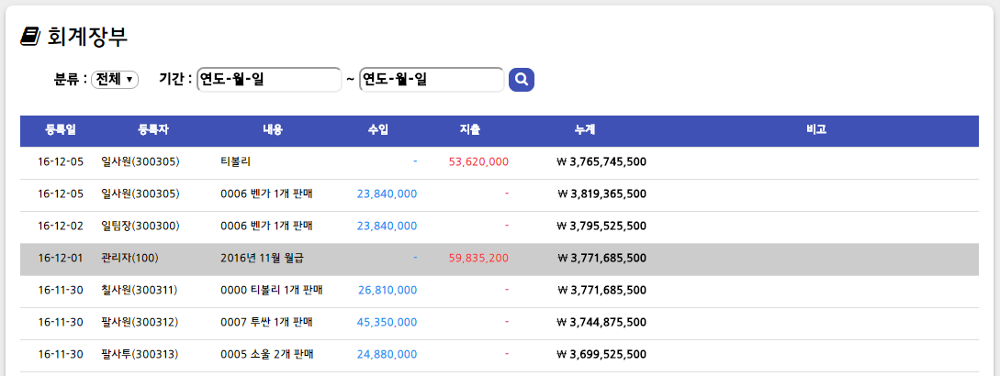 회계장부
분류 : 전체 ▼ 기간 : 연도-월-일 ~ 연도-월-일
등록일 등록자 내용 수입 지출 누계 비고
16-12-05 일사원(300305) 티볼리 - 53,620,000 ₩ 3,765,745,500
16-12-05 일사원(300305) 0006 벤가 1개 판매 23,840,000 - ₩ 3,819,365,500
16-12-02 일팀장(300300) 0006 벤가 1개 판매 23,840,000 - ₩ 3,795,525,500
16-12-01 관리자(100) 2016년 11월 월급 - 59,835,200 ₩ 3,771,685,500
16-11-30 칠사원(300311) 0000 티볼리 1개 판매 26,810,000 - ₩ 3,771,685,500
16-11-30 팔사원(300312) 0007 투싼 1개 판매 45,350,000 - ₩ 3,744,875,500
16-11-30 팔사투(300313) 0005 소울 2개 판매 24,880,000 - ₩ 3,699,525,500